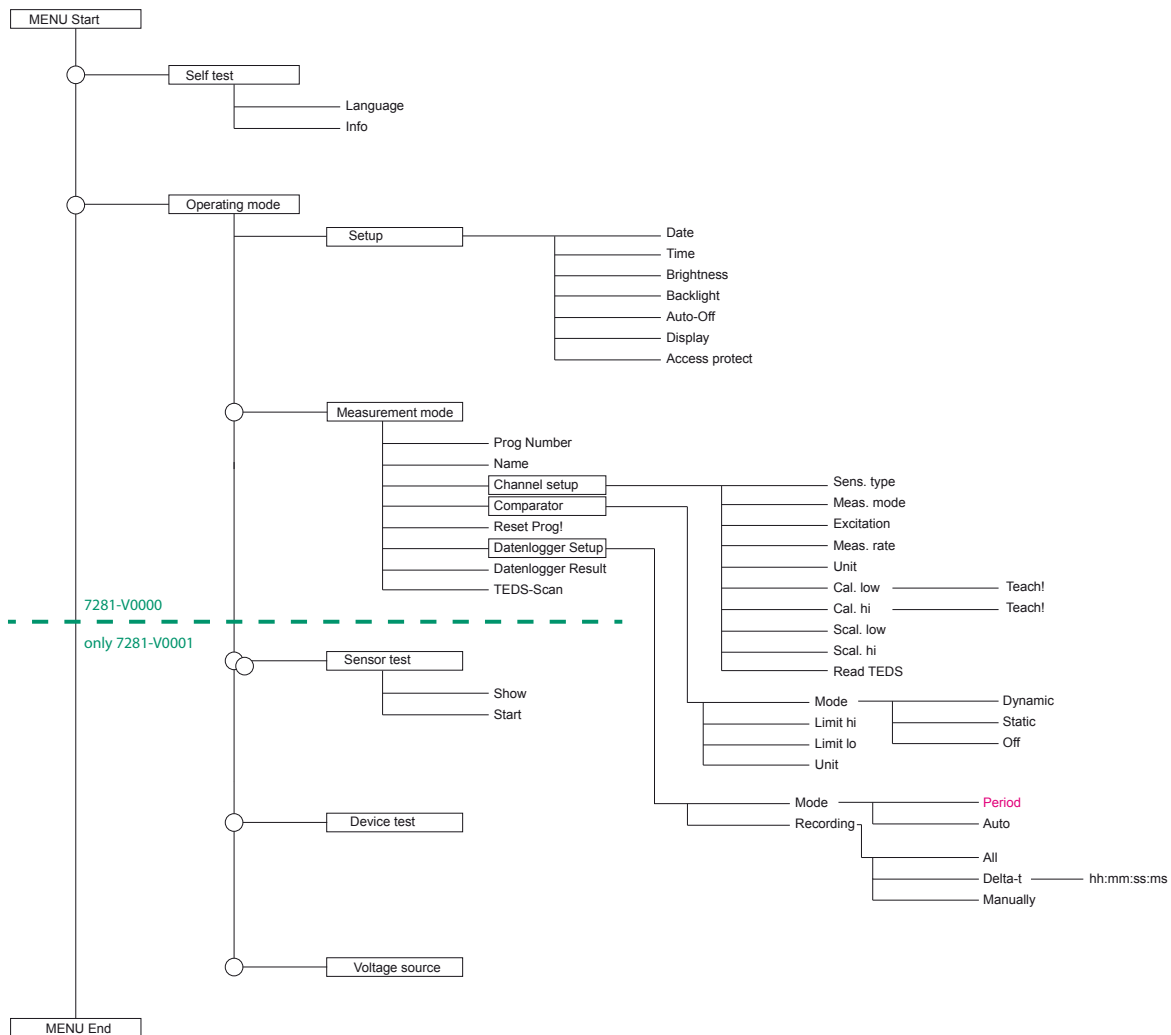 MENU Start
Self test
Language
Info
Operating mode
Setup
Date
Time
Brightness
Backlight
Auto-Off
Display
Access protect
Measurement mode
Prog Number
Name
Channel setup
Sens. type
Meas. mode
Excitation
Meas. rate
Unit
Cal. low
Teach!
Cal. hi
Teach!
Scal. low
Scal. hi
Read TEDS
Comparator
Mode
Dynamic
Static
Off
Limit hi
Limit lo
Unit
Reset Prog!
Datenlogger Setup
Mode
Period
Auto
Recording
All
Delta-t
hh:mm:ss:ms
Manually
Datenlogger Result
TEDS-Scan
7281-V0000
only 7281-V0001
Sensor test
Show
Start
Device test
Voltage source
MENU End